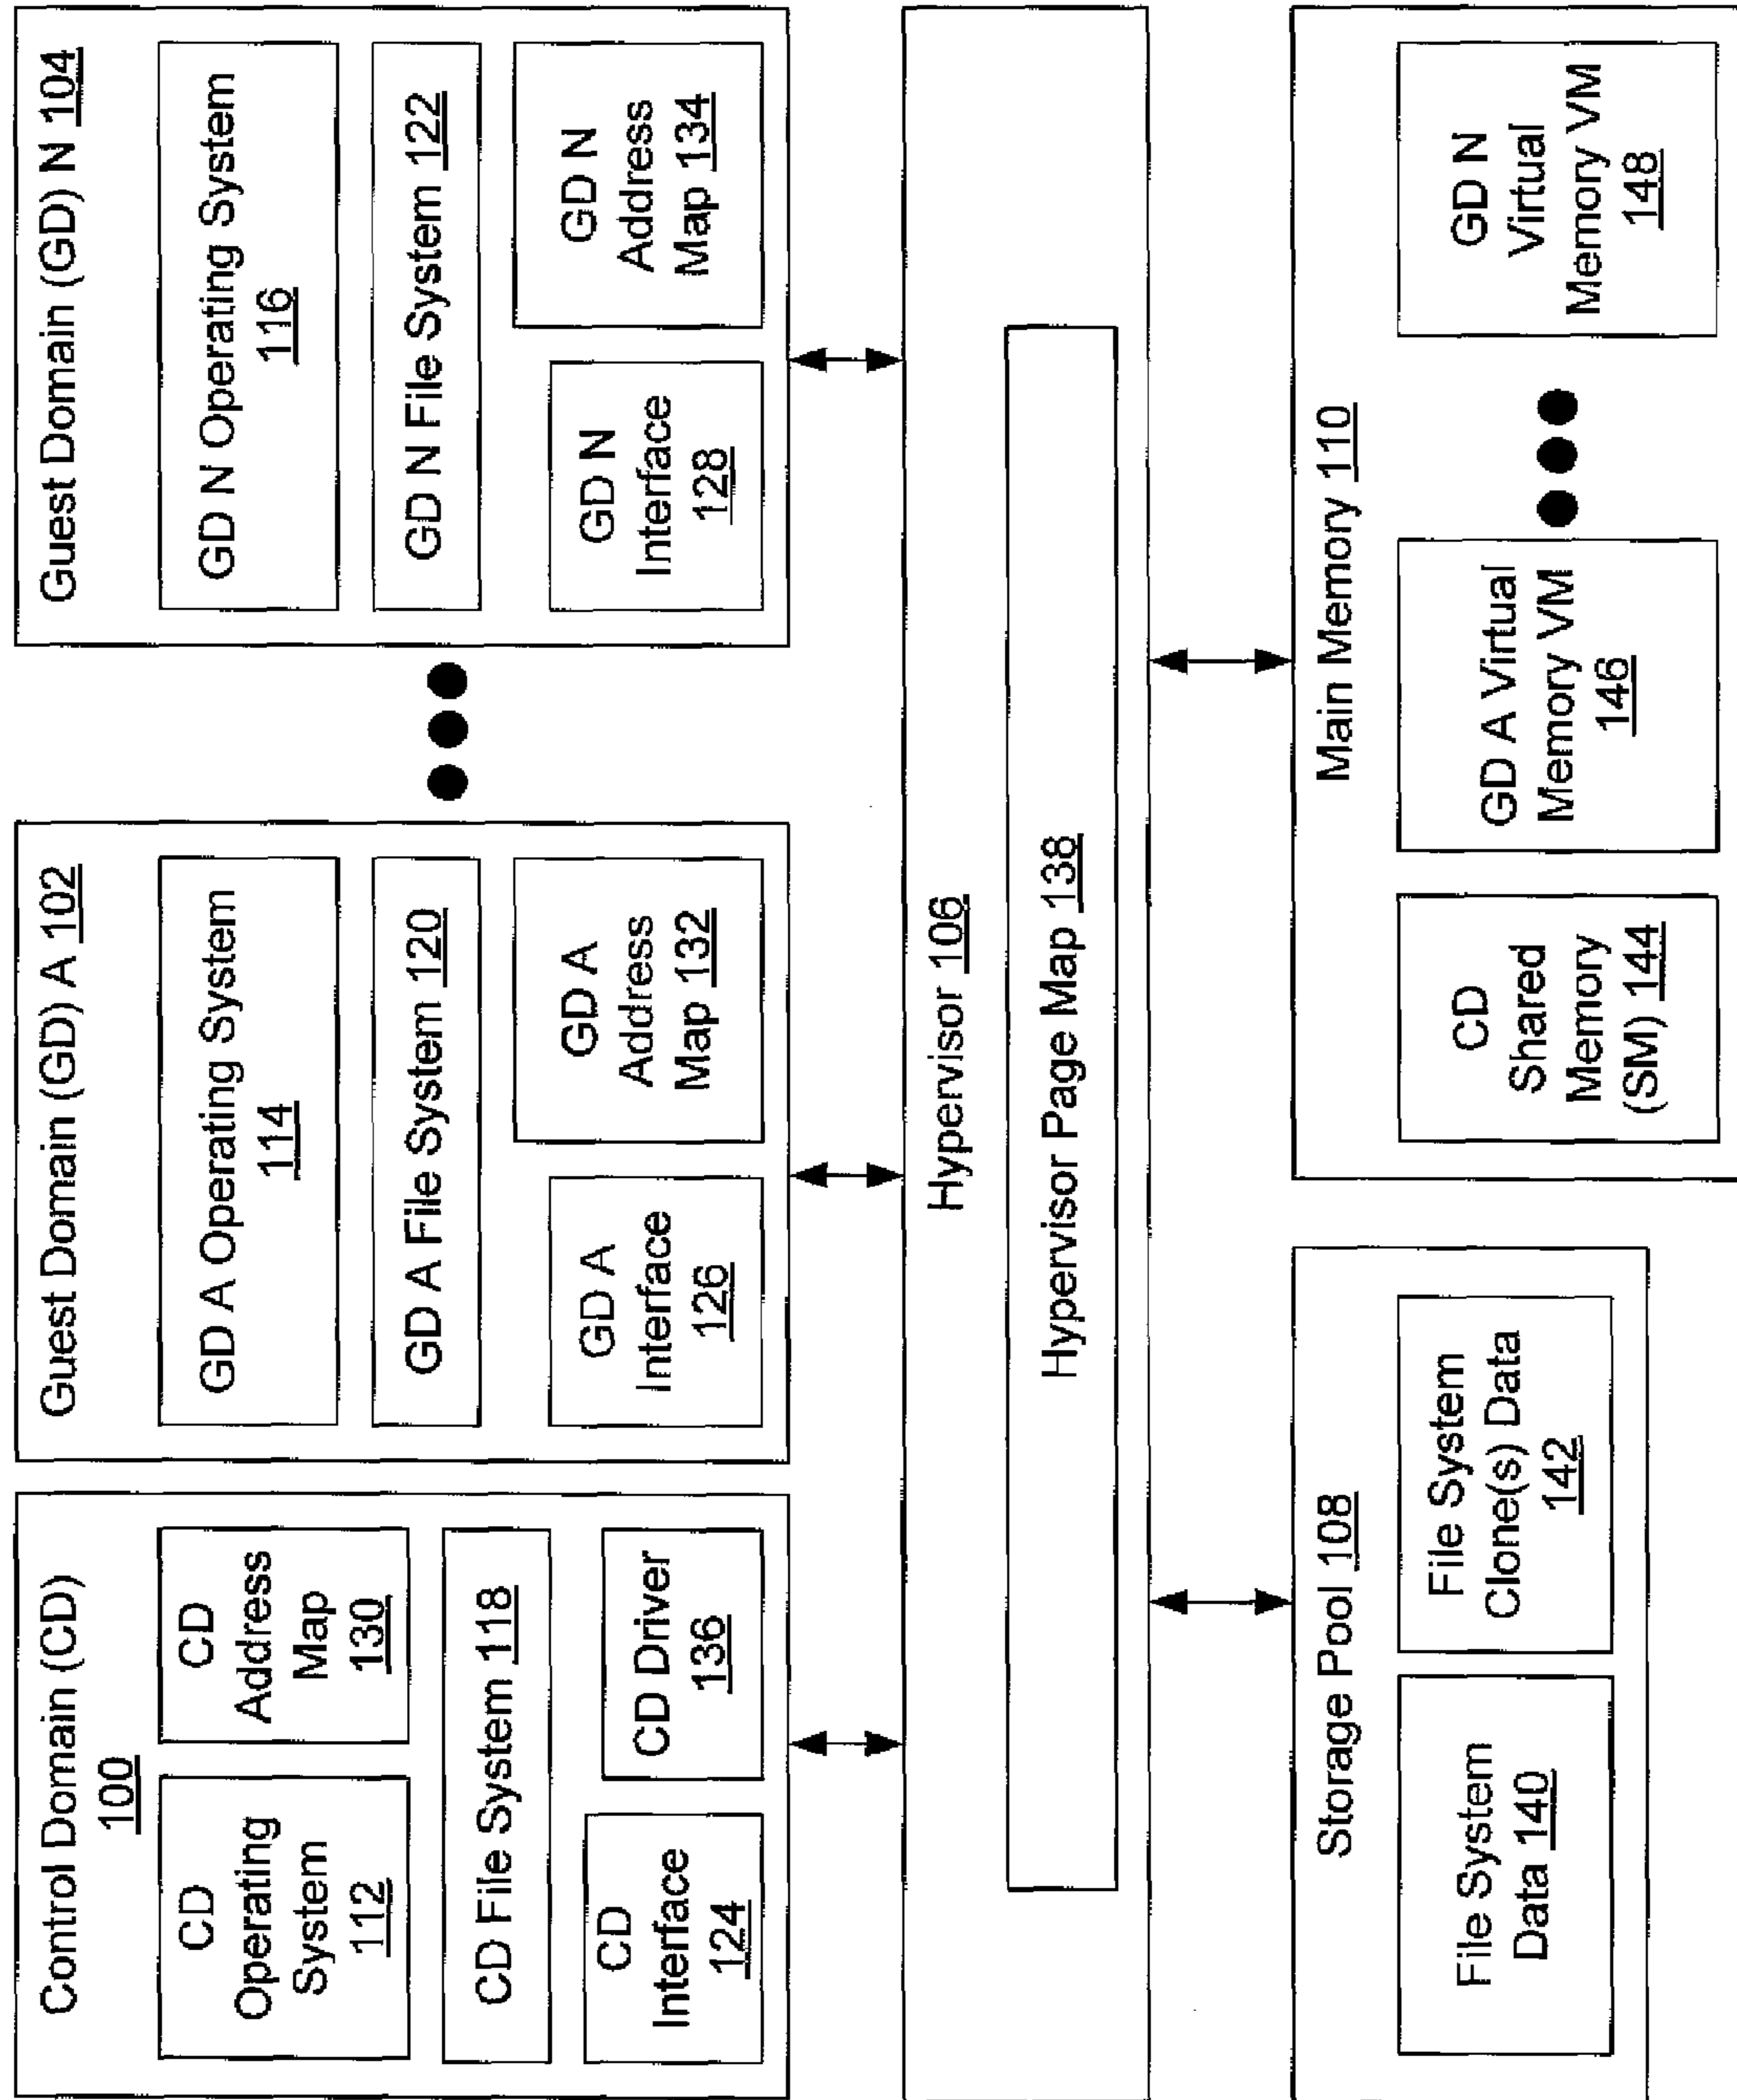 Control Domain (CD)
100
CD
Operating
System
112
CD
Address
Map
130
CD File System 118
CD
Interface
124
CD Driver
136
Guest Domain (GD) A 102
GD A Operating System
114
GD A File System 120
GD A
Interface
126
GD A
Address
Map 132
Guest Domain (GD) N 104
GD N Operating System
116
GD N File System 122
GD N
Interface
128
GD N
Address
Map 134
Hypervisor 106
Hypervisor Page Map 138
Storage Pool 108
File System
Data 140
File System
Clone(s) Data
142
Main Memory 110
CD
Shared
Memory
(SM) 144
GD A Virtual
Memory VM
146
GD N
Virtual
Memory VM
148